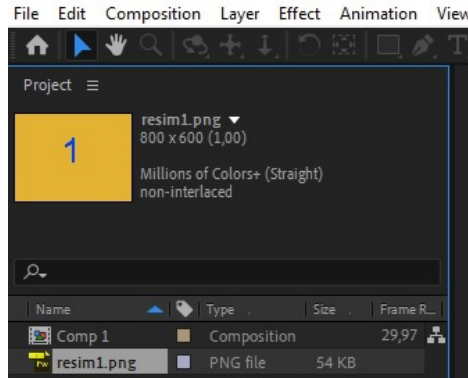 File Edit Composition Layer Effect Animation View
T
Project
resim1.png
800 x 600 (1,00)
1
Millions of Colors+ (Straight)
non-interlaced
Name Type Size Frame R...
Comp 1 Composition 29,97
Fw resim1.png PNG file 54 KB